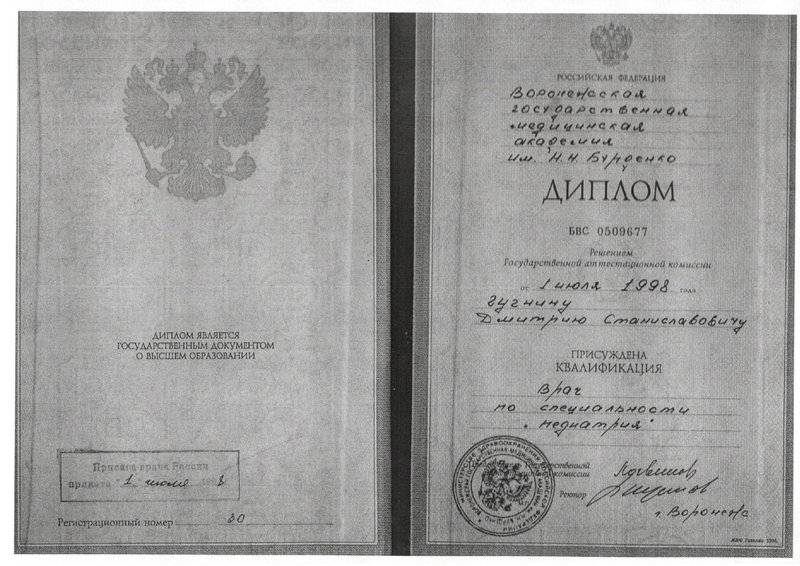 ДИПЛОМ ЯВЛЯЕТСЯ
ГОСУДАРСТВЕННЫМ ДОКУМЕНТОМ
О ВЫСШЕМ ОБРАЗОВАНИИ
Присяга врача России
принята "1" июля 1998
Регистрационный номер 30
РОССИЙСКАЯ ФЕДЕРАЦИЯ
Воронежская
государственная
медицинская
академия
им. Н.Н. Бурденко
ДИПЛОМ
БВС 0509677
Решением
Государственной аттестационной комиссии
от 1 июля 1998 года
Гугнину
Дмитрию Станиславовичу
ПРИСУЖДЕНА
КВАЛИФИКАЦИЯ
Врач
по специальности
"педиатрия"
Государственной
комиссии
Ректор
г. Воронеж